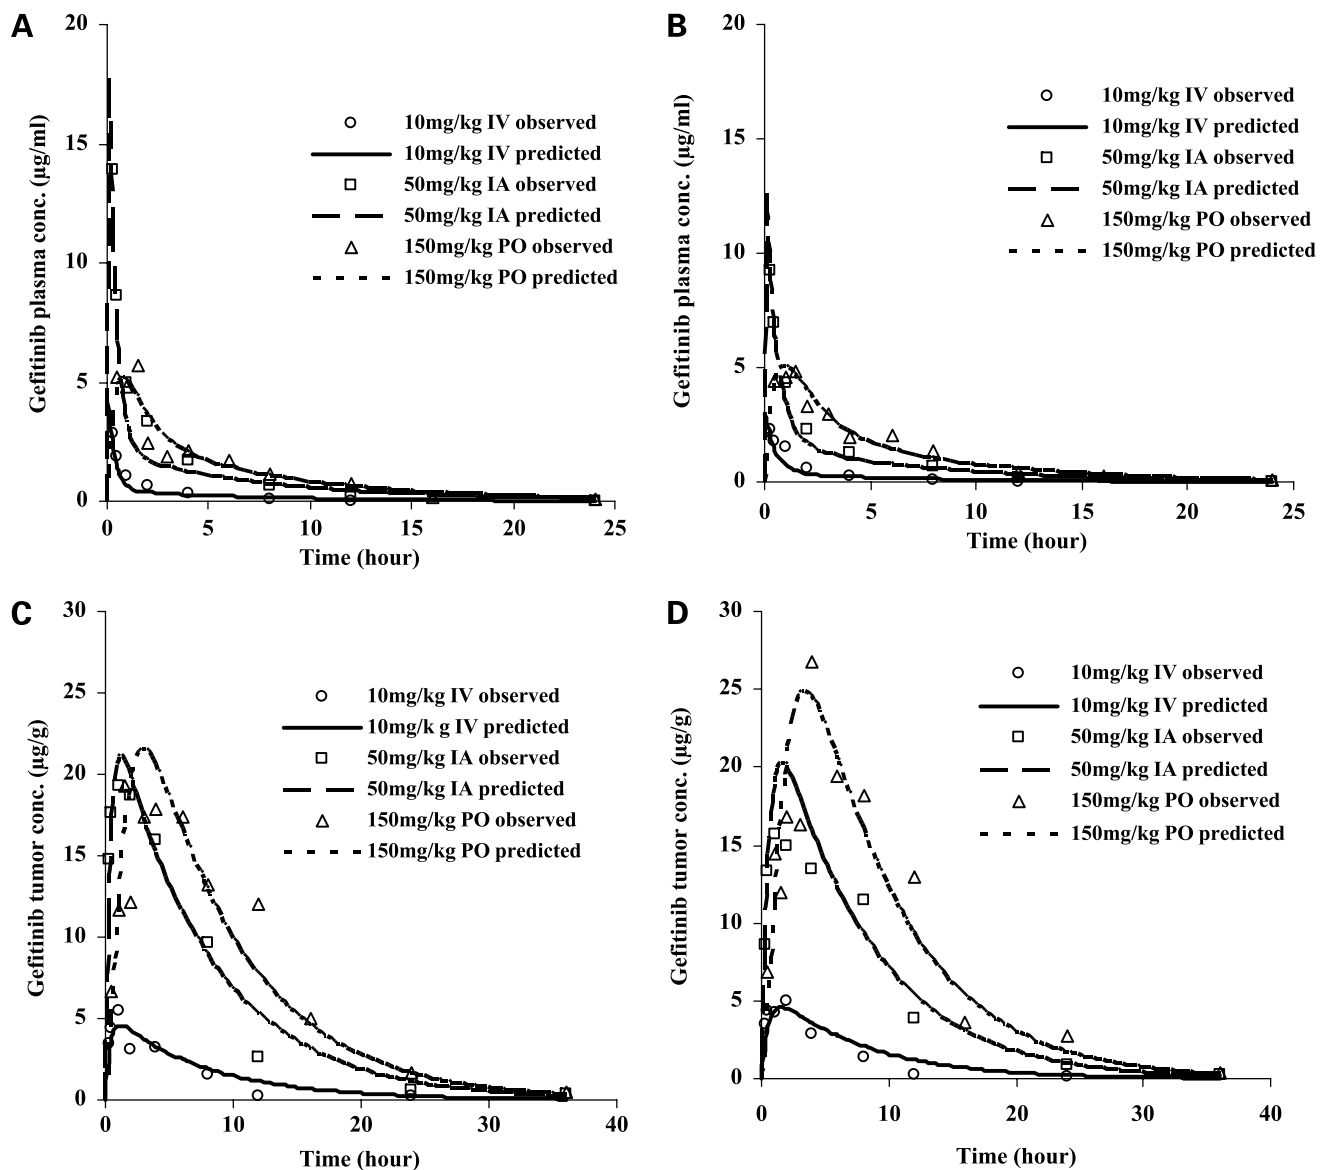 A
20
15
10
5
0
Gefitinib plasma conc. (μg/ml)
10mg/kg IV observed
10mg/kg IV predicted
50mg/kg IA observed
50mg/kg IA predicted
150mg/kg PO observed
150mg/kg PO predicted
0 5 10 15 20 25
Time (hour)
B
20
15
10
5
0
Gefitinib plasma conc. (μg/ml)
10mg/kg IV observed
10mg/kg IV predicted
50mg/kg IA observed
50mg/kg IA predicted
150mg/kg PO observed
150mg/kg PO predicted
0 5 10 15 20 25
Time (hour)
C
30
25
20
15
10
5
0
Gefitinib tumor conc. (μg/g)
10mg/kg IV observed
10mg/k g IV predicted
50mg/kg IA observed
50mg/kg IA predicted
150mg/kg PO observed
150mg/kg PO predicted
0 10 20 30 40
Time (hour)
D
30
25
20
15
10
5
0
Gefitinib tumor conc. (μg/g)
10mg/kg IV observed
10mg/kg IV predicted
50mg/kg IA observed
50mg/kg IA predicted
150mg/kg PO observed
150mg/kg PO predicted
0 10 20 30 40
Time (hour)